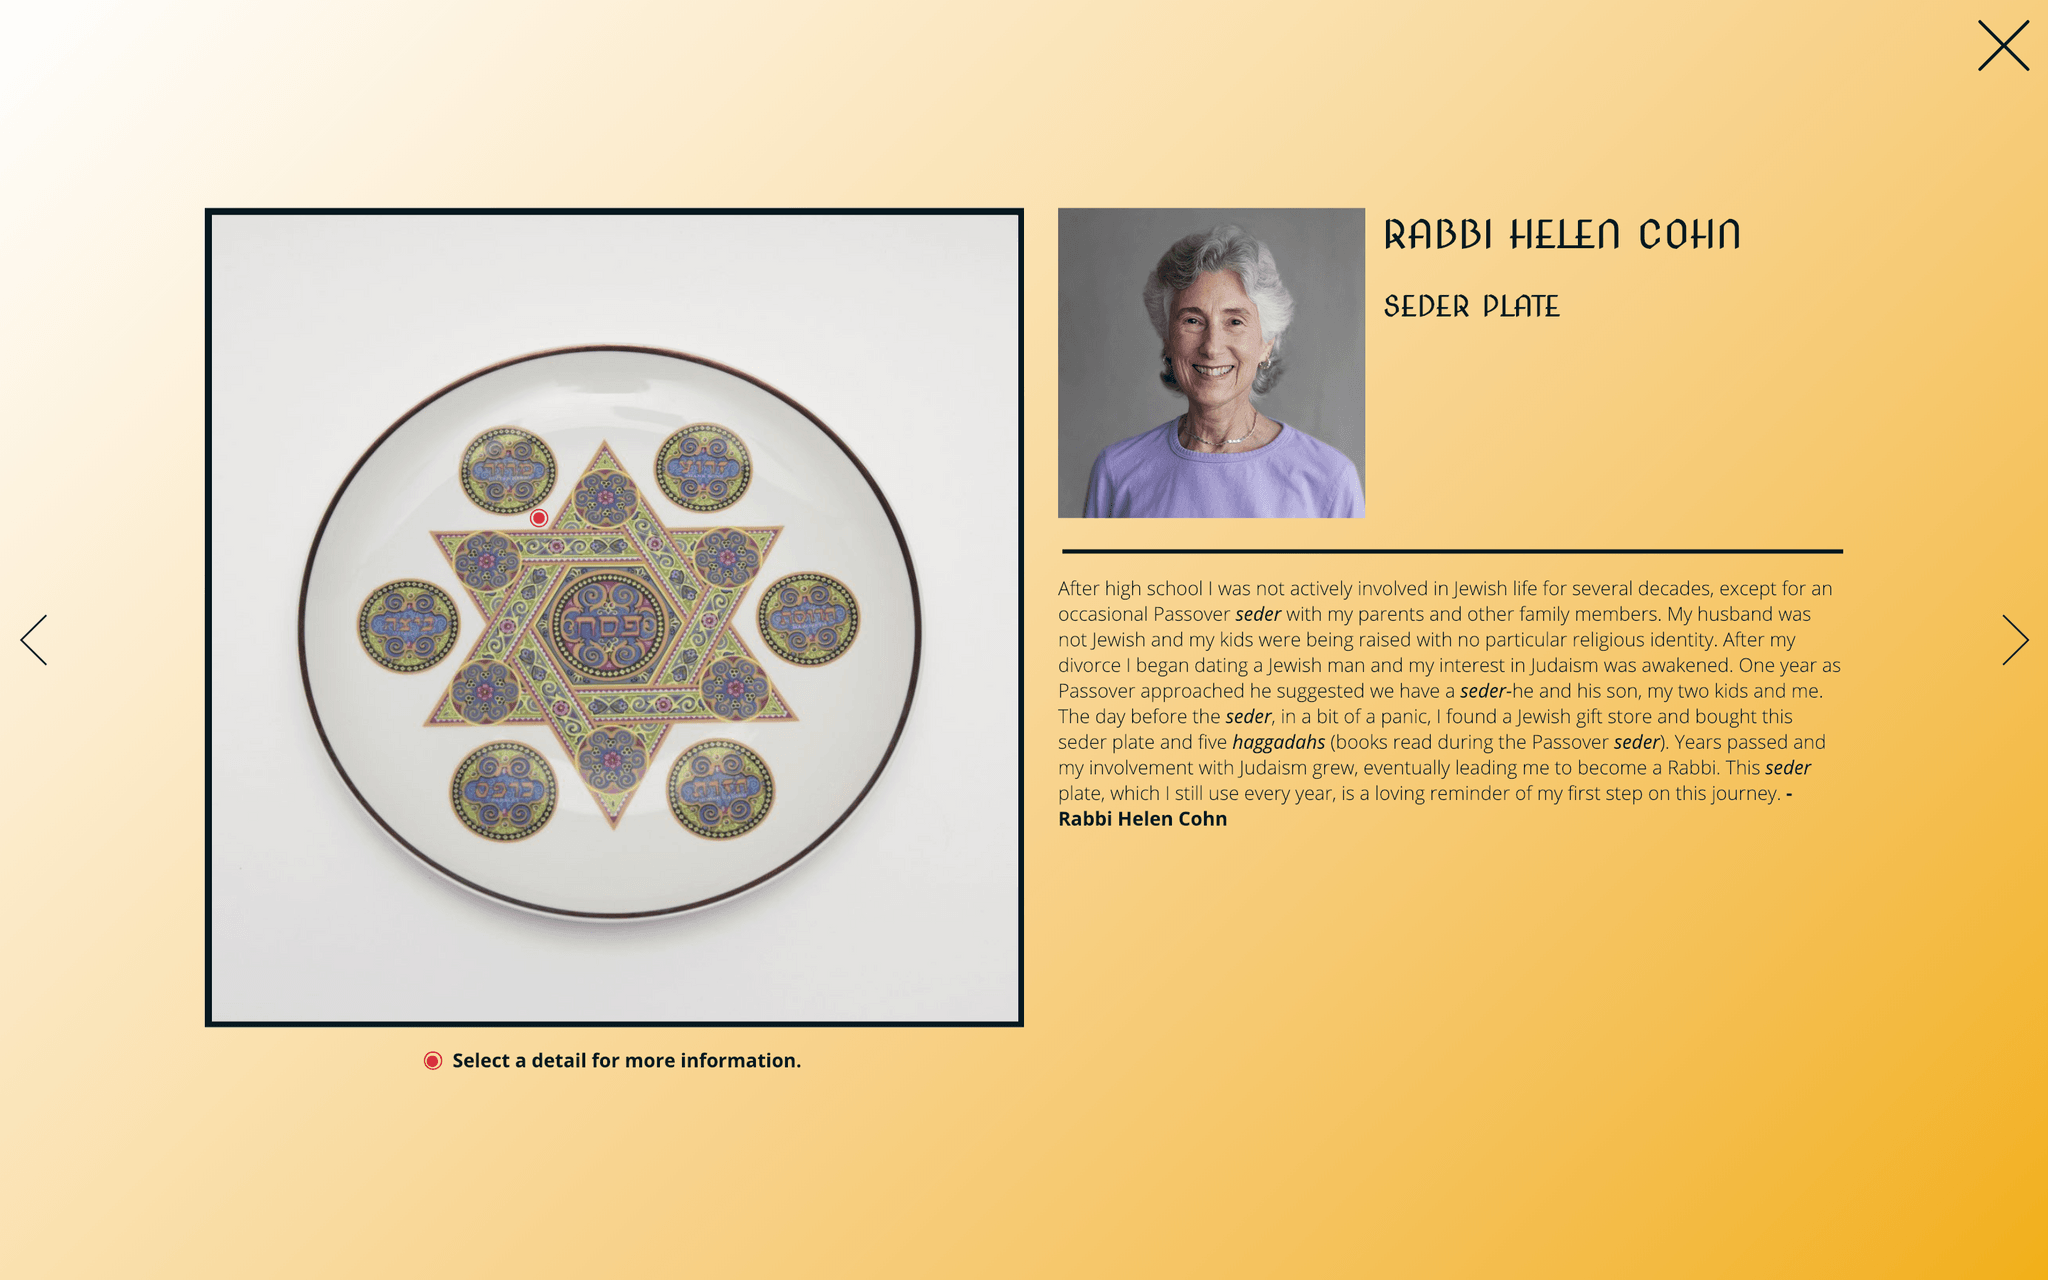 RABBI HELEN COHN
SEDER PLATE
מרור
זרוע
ביצה
פסח
חרוסת
כרפס
חזרת
After high school I was not actively involved in Jewish life for several decades, except for an
occasional Passover seder with my parents and other family members. My husband was
not Jewish and my kids were being raised with no particular religious identity. After my
divorce I began dating a Jewish man and my interest in Judaism was awakened. One year as
Passover approached he suggested we have a seder-he and his son, my two kids and me.
The day before the seder, in a bit of a panic, I found a Jewish gift store and bought this
seder plate and five haggadahs (books read during the Passover seder). Years passed and
my involvement with Judaism grew, eventually leading me to become a Rabbi. This seder
plate, which I still use every year, is a loving reminder of my first step on this journey. -
Rabbi Helen Cohn
Select a detail for more information.